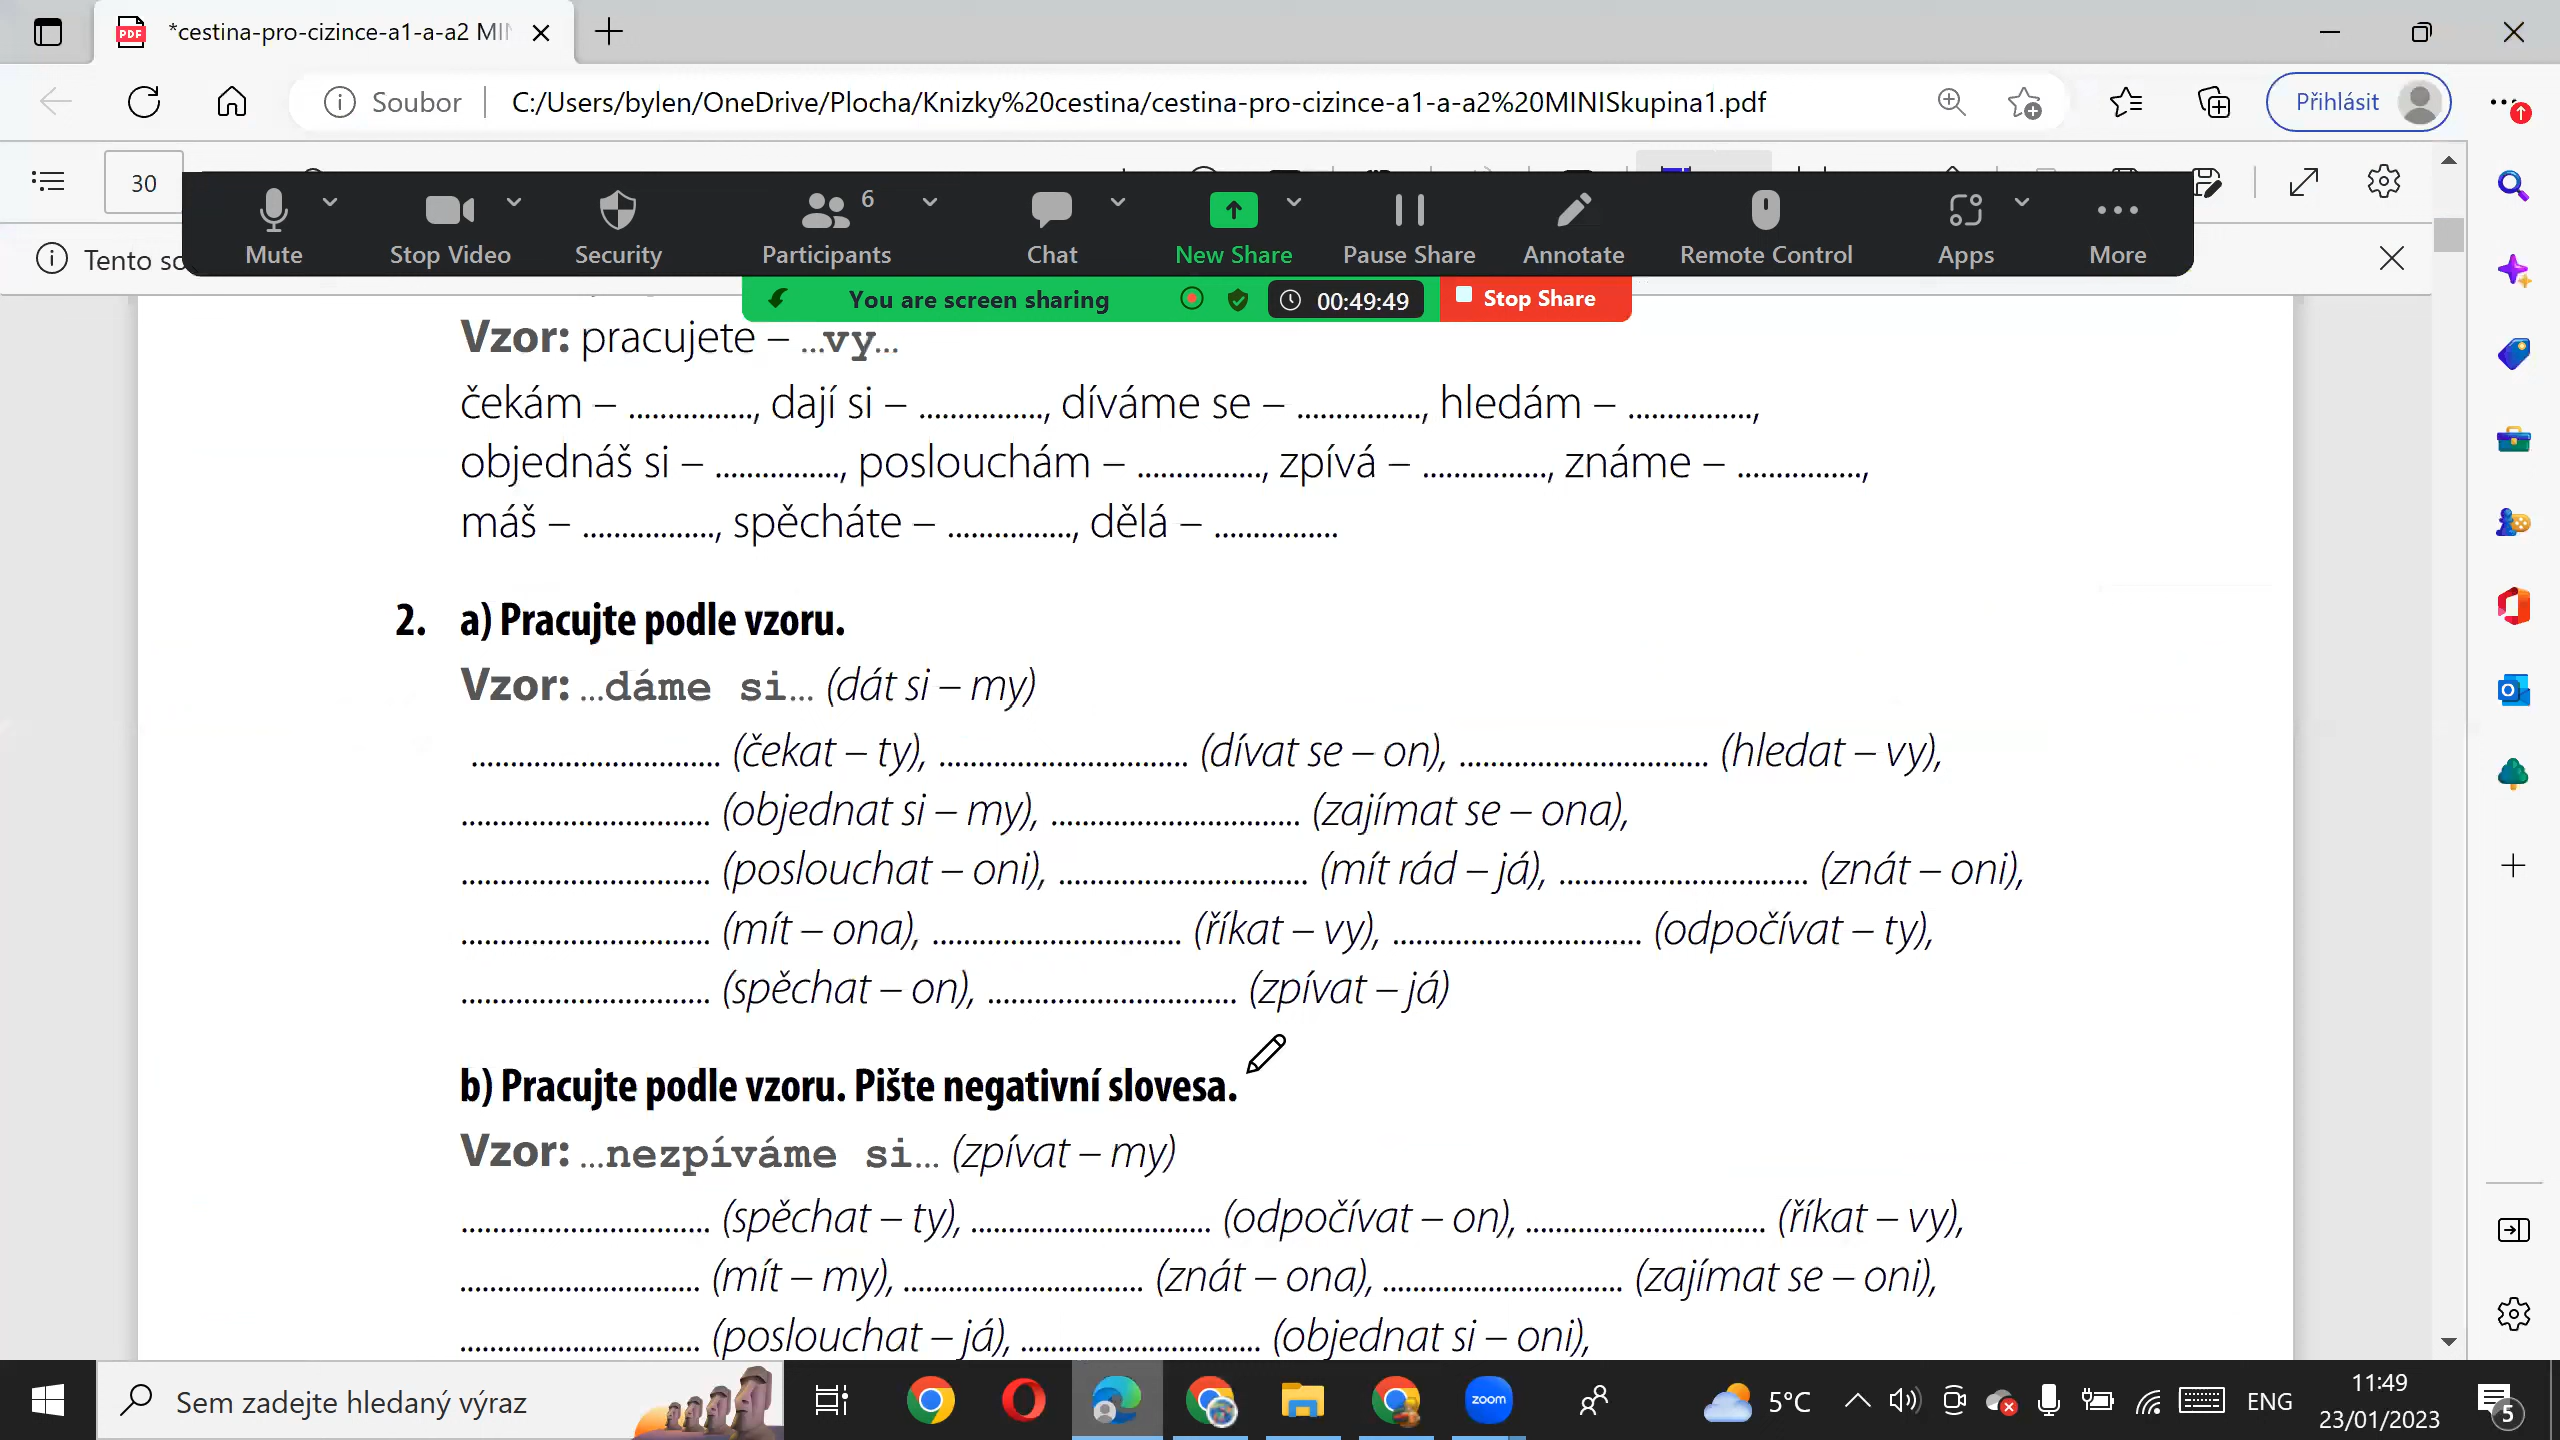 *cestina-pro-cizince-a1-a-a2 MIN
Soubor
C:/Users/bylen/OneDrive/Plocha/Knizky%20cestina/cestina-pro-cizince-a1-a-a2%20MINISkupina1.pdf
Přihlásit
30
Tento so
Mute
Stop Video
Security
Participants
6
Chat
New Share
Pause Share
Annotate
Remote Control
Apps
More
You are screen sharing
00:49:49
Stop Share
Vzor: pracujete – ...vy...
čekám – ................, dají si – ................, díváme se – ................, hledám – ................,
objednáš si – ................, poslouchám – ................, zpívá – ................, známe – ................,
máš – ................., spěcháte – ................, dělá – ................
2. a) Pracujte podle vzoru.
Vzor: ...dáme si... (dát si – my)
................................ (čekat – ty), ................................ (dívat se – on), ................................ (hledat – vy),
................................ (objednat si – my), ................................ (zajímat se – ona),
................................ (poslouchat – oni), ................................ (mít rád – já), ................................ (znát – oni),
................................ (mít – ona), ................................ (říkat – vy), ................................ (odpočívat – ty),
................................ (spěchat – on), ................................ (zpívat – já)
b) Pracujte podle vzoru. Pište negativní slovesa.
Vzor: ...nezpíváme si... (zpívat – my)
................................ (spěchat – ty), ............................... (odpočívat – on), ............................... (říkat – vy),
............................... (mít – my), ............................... (znát – ona), ............................... (zajímat se – oni),
............................... (poslouchat – já), ............................... (objednat si – oni),
Sem zadejte hledaný výraz
zoom
5°C
ENG
11:49
23/01/2023
5